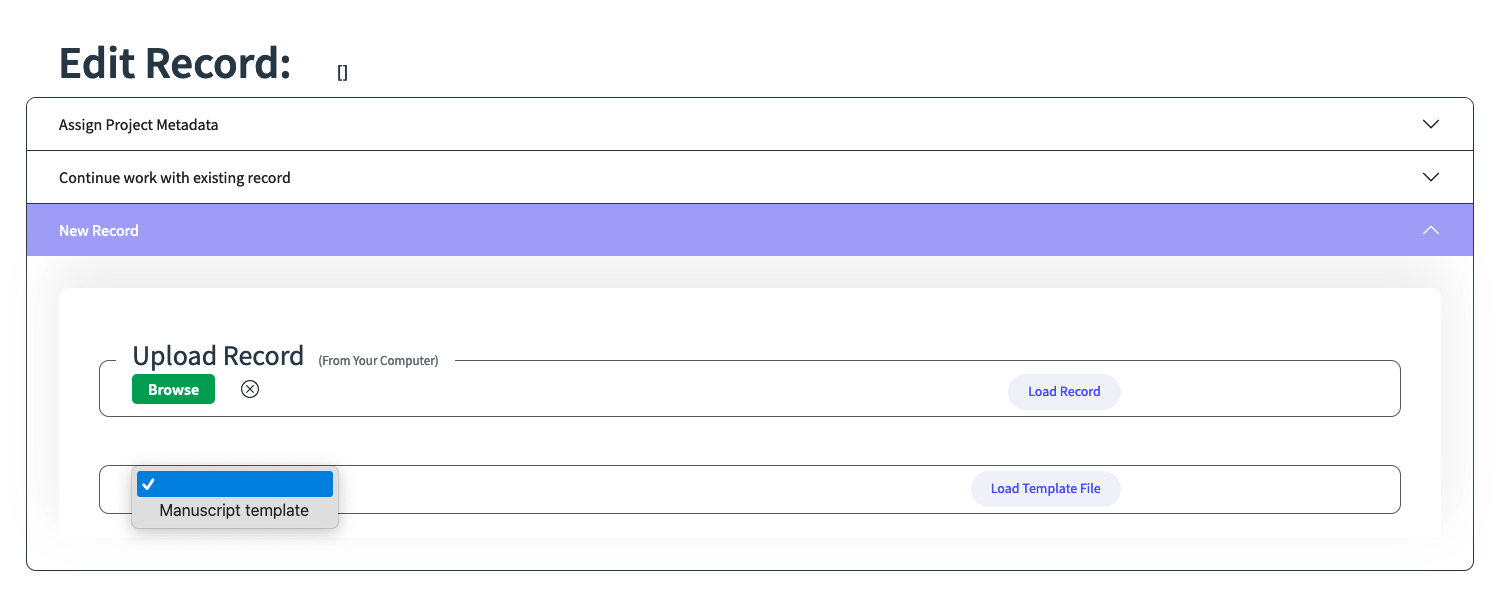 Edit Record: []
Assign Project Metadata
Continue work with existing record
New Record
Upload Record (From Your Computer)
Browse Load Record
Load Template File
Manuscript template